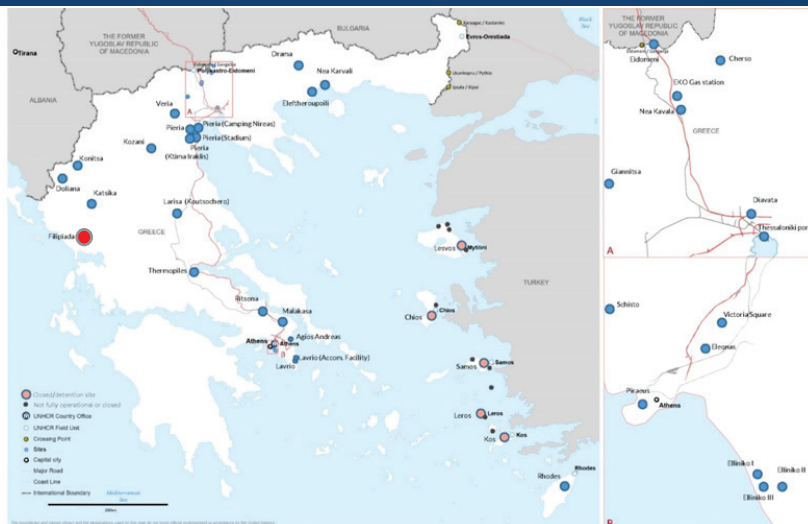 Tirana
THE FORMER
YUGOSLAV REPUBLIC
OF MACEDONIA
BULGARIA
Black
Sea
ALBANIA
Evros-Orestiada
Polykastro-Eidomeni
A
Drama
Nea Karvali
Eleftheroupoili
Veria
Pieria
Pieria (Camping Nireas)
Pieria (Stadium)
Pieria
(Ktima Iraklis)
Kozani
Konitsa
Doliana
Katsika
Larisa (Koutsochero)
Filipiada
GREECE
Thermopiles
Ritsona
Malakasa
Agios Andreas
Athens
Athens
B
Lavrio (Accom. Facility)
Lavrio
TURKEY
Lesvos
Mytilini
Chios
Chios
Samos
Samos
Leros
Leros
Kos
Kos
Rhodes
Rhodes
Closed/detention site
Not fully operational or closed
UNHCR Country Office
UNHCR Field Unit
Crossing Point
Sites
Capital city
Major Road
Coast Line
International Boundary
Mediterranean
Sea
THE FORMER
YUGOSLAV REPUBLIC
OF MACEDONIA
Eidomeni
Cherso
EKO Gas station
Nea Kavala
GREECE
Giannitsa
Diavata
Thessaloniki port
A
Schisto
Victoria Square
Eleonas
Piraeus
Athens
Elliniko I
Elliniko II
Elliniko III
B